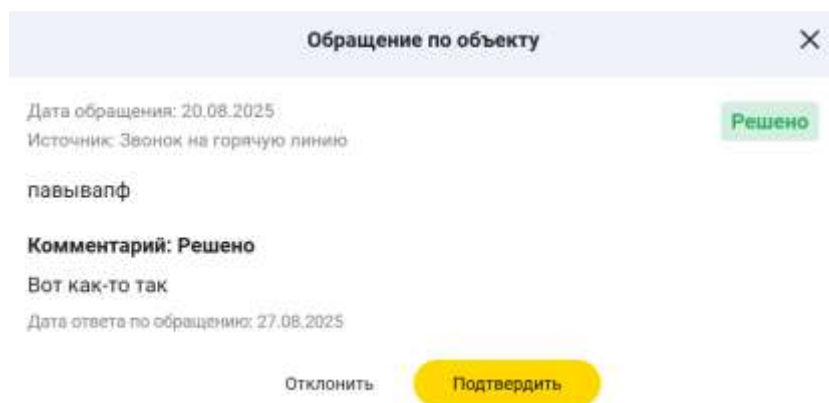 Обращение по объекту
Дата обращения: 20.08.2025
Решено
Источник: Звонок на горячую линию
павывапф
Комментарий: Решено
Вот как-то так
Дата ответа по обращению: 27.08.2025
Отклонить
Подтвердить